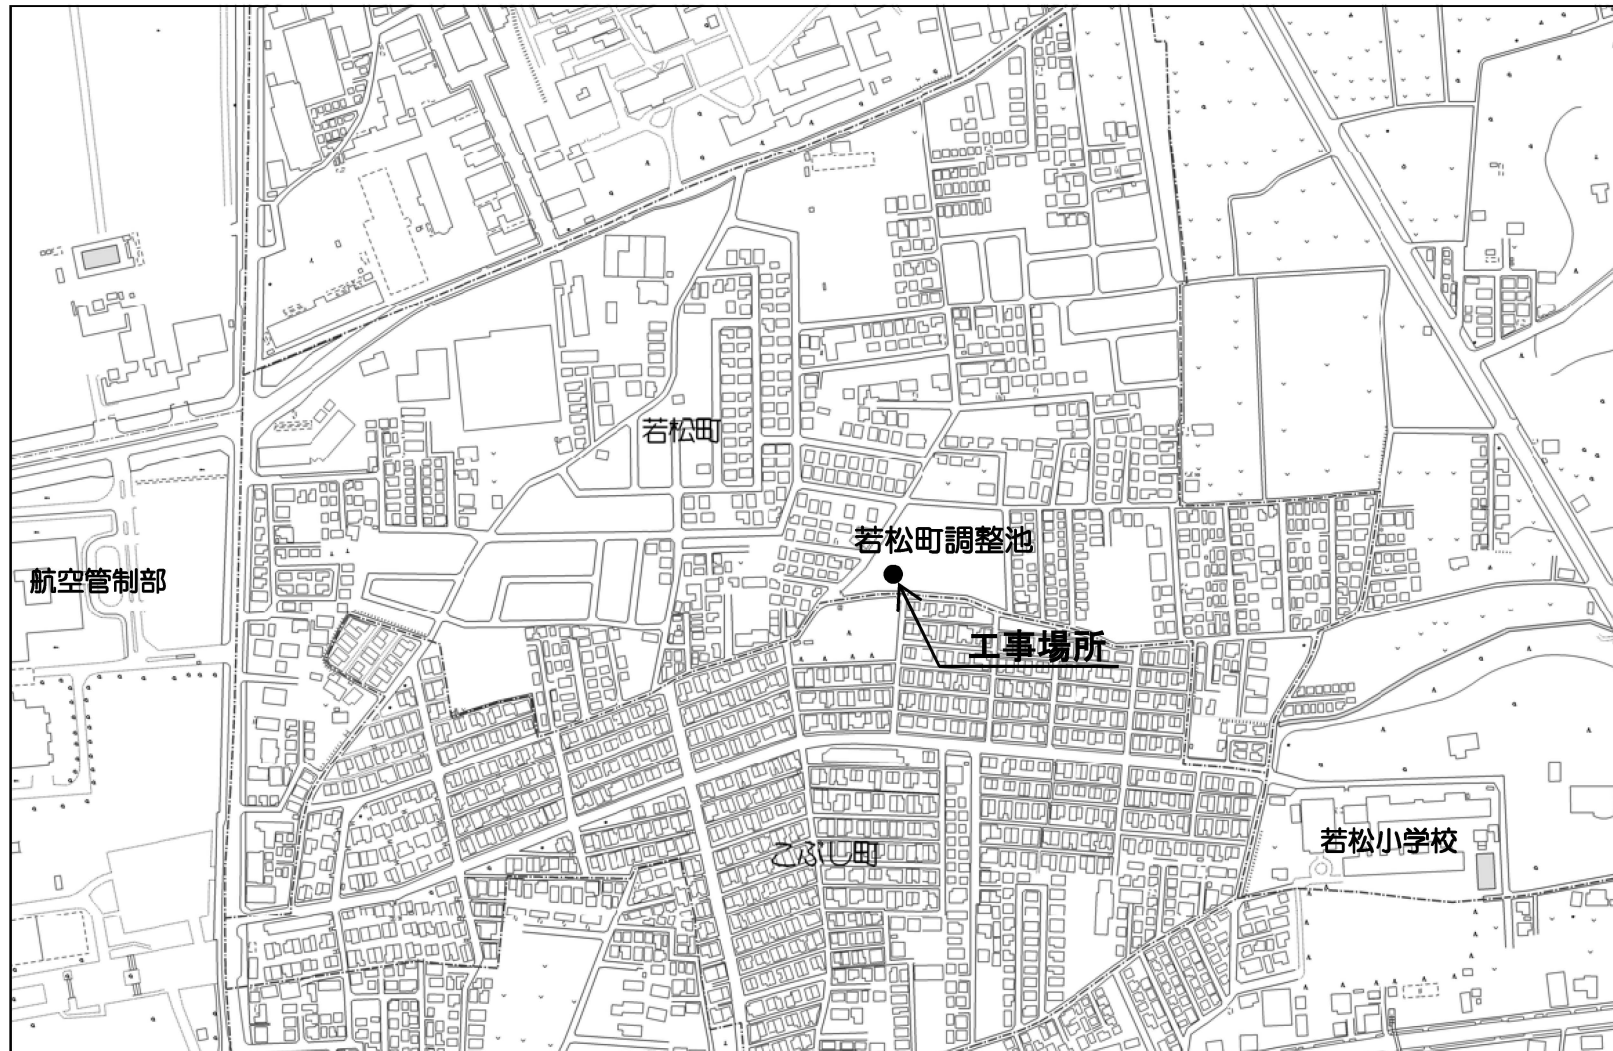 若松町
若松町調整池
航空管制部
工事場所
若松小学校
こぶし町